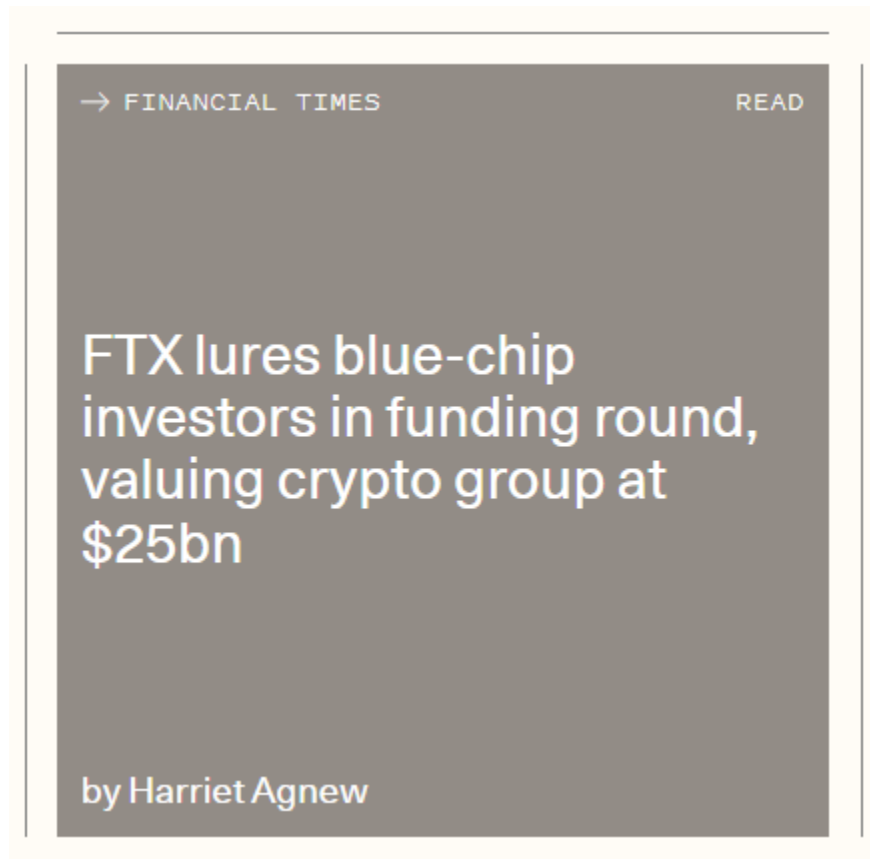 → FINANCIAL TIMES READ
FTX lures blue-chip
investors in funding round,
valuing crypto group at
$25bn
by Harriet Agnew